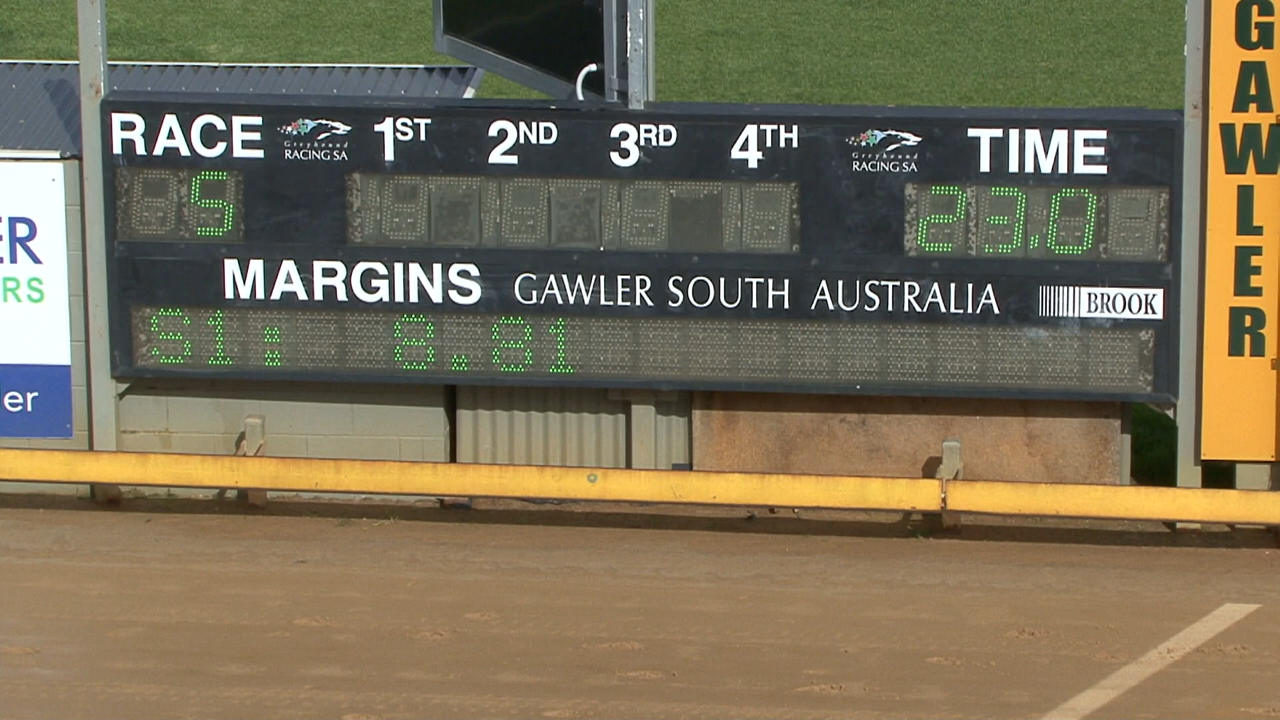 RACE
Greyhound
RACING SA
1ST 2ND 3RD 4TH
Greyhound
RACING SA
TIME
5
23.0
MARGINS GAWLER SOUTH AUSTRALIA BROOK
S1: 8.81
ER
RS
er
GAWLER